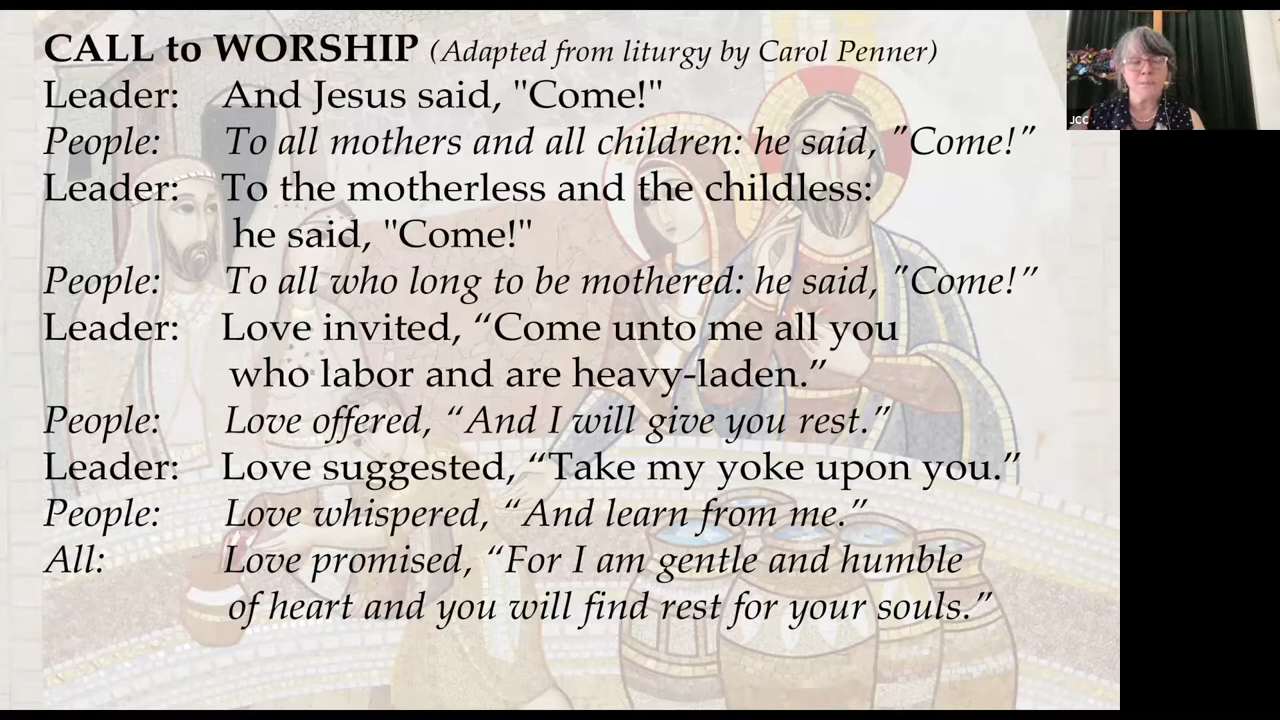 CALL to WORSHIP (Adapted from liturgy by Carol Penner)
Leader: And Jesus said, "Come!"
People: To all mothers and all children: he said, "Come!"
Leader: To the motherless and the childless:
he said, "Come!"
People: To all who long to be mothered: he said, "Come!”
Leader: Love invited, “Come unto me all you
who labor and are heavy-laden.”
People: Love offered, “And I will give you rest.”
Leader: Love suggested, “Take my yoke upon you.”
People: Love whispered, “And learn from me.”
All: Love promised, “For I am gentle and humble
of heart and you will find rest for your souls.”
JCC